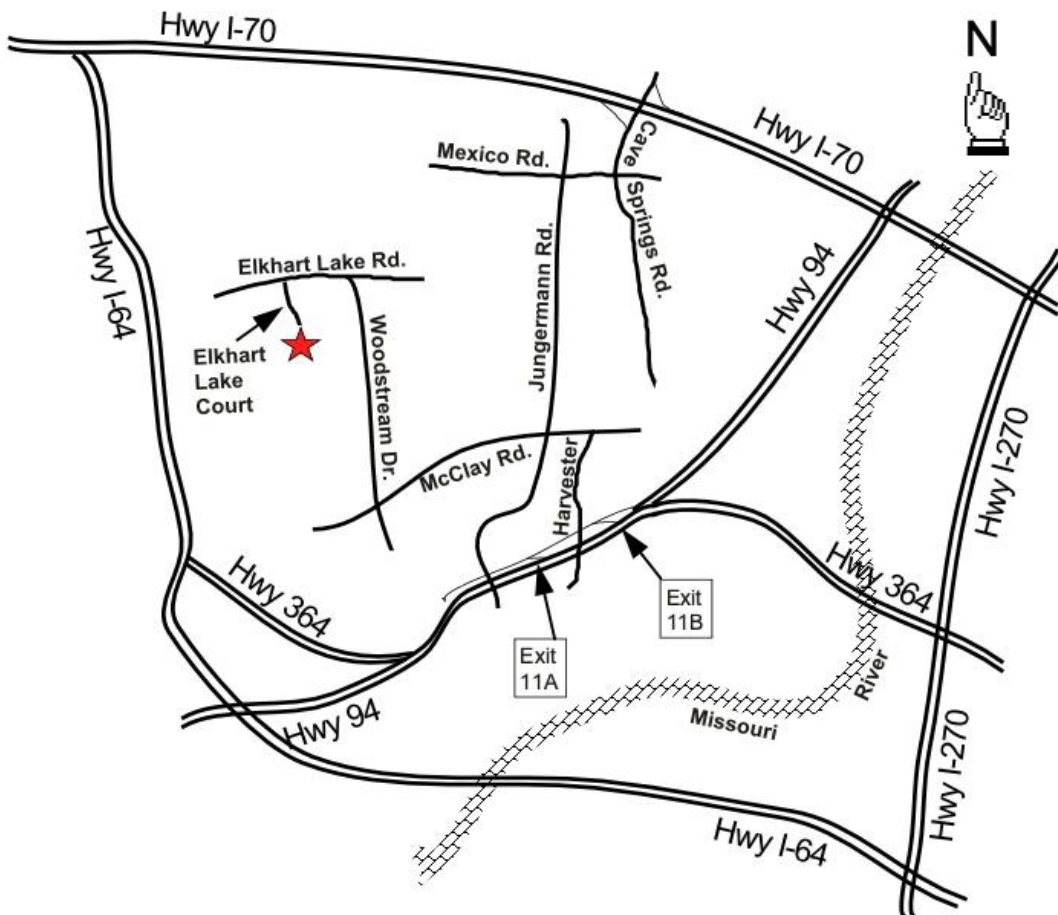 Hwy I-70
N
Hwy I-70
Cave Springs Rd.
Mexico Rd.
Hwy I-64
Jungermann Rd.
Hwy 94
Elkhart Lake Rd.
Elkhart
Lake
Court
Woodstream Dr.
Hwy I-270
McClay Rd.
Harvester
Hwy 364
Hwy 364
Exit
11B
Exit
11A
River
Missouri
Hwy 94
Hwy I-270
Hwy I-64